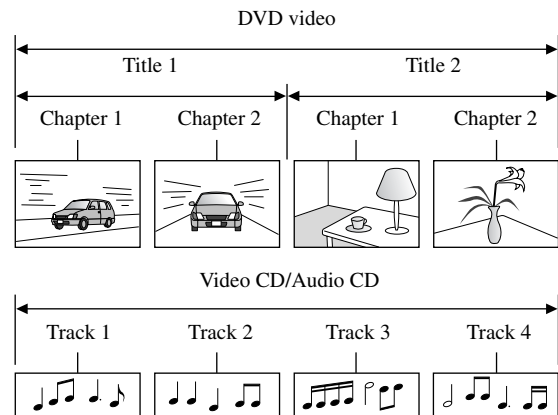 DVD video
Title 1 Title 2
Chapter 1 Chapter 2 Chapter 1 Chapter 2
Video CD/Audio CD
Track 1 Track 2 Track 3 Track 4